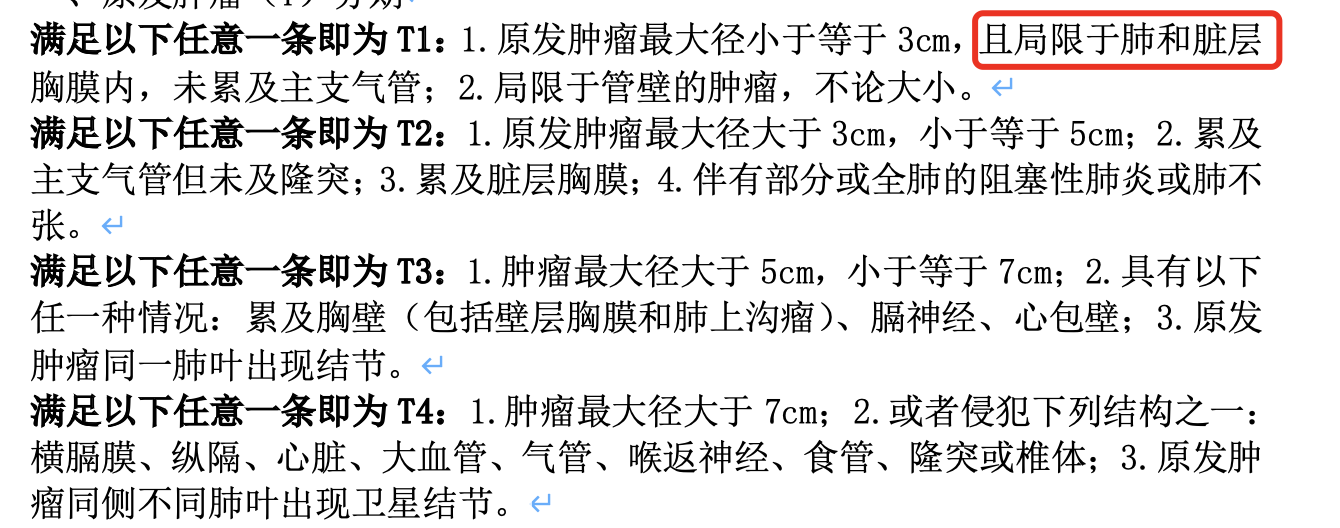 、原发肿瘤（T）分期↵
满足以下任意一条即为 T1：1.原发肿瘤最大径小于等于 3cm，且局限于肺和脏层
胸膜内，未累及主支气管；2.局限于管壁的肿瘤，不论大小。↵
满足以下任意一条即为 T2：1.原发肿瘤最大径大于 3cm，小于等于 5cm；2.累及
主支气管但未及隆突；3.累及脏层胸膜；4.伴有部分或全肺的阻塞性肺炎或肺不
张。↵
满足以下任意一条即为 T3：1.肿瘤最大径大于 5cm，小于等于 7cm；2.具有以下
任一种情况：累及胸壁（包括壁层胸膜和肺上沟瘤）、膈神经、心包壁；3.原发
肿瘤同一肺叶出现结节。↵
满足以下任意一条即为 T4：1.肿瘤最大径大于 7cm；2.或者侵犯下列结构之一：
横膈膜、纵隔、心脏、大血管、气管、喉返神经、食管、隆突或椎体；3.原发肿
瘤同侧不同肺叶出现卫星结节。↵